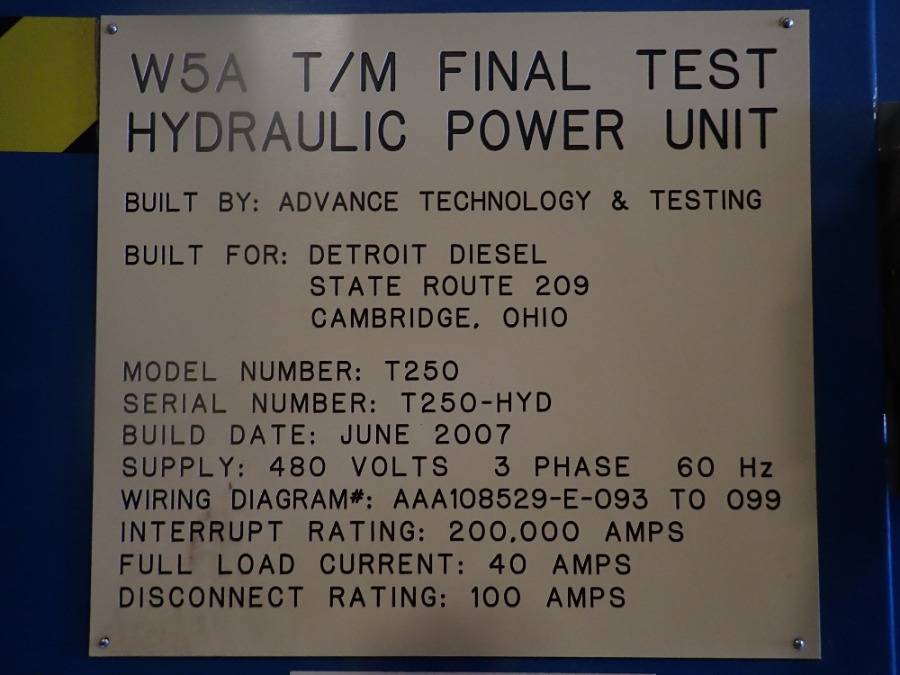 W5A T/M FINAL TEST
HYDRAULIC POWER UNIT
BUILT BY: ADVANCE TECHNOLOGY & TESTING
BUILT FOR: DETROIT DIESEL
STATE ROUTE 209
CAMBRIDGE, OHIO
MODEL NUMBER: T250
SERIAL NUMBER: T250-HYD
BUILD DATE: JUNE 2007
SUPPLY: 480 VOLTS 3 PHASE 60 Hz
WIRING DIAGRAM#: AAA108529-E-093 TO 099
INTERRUPT RATING: 200,000 AMPS
FULL LOAD CURRENT: 40 AMPS
DISCONNECT RATING: 100 AMPS